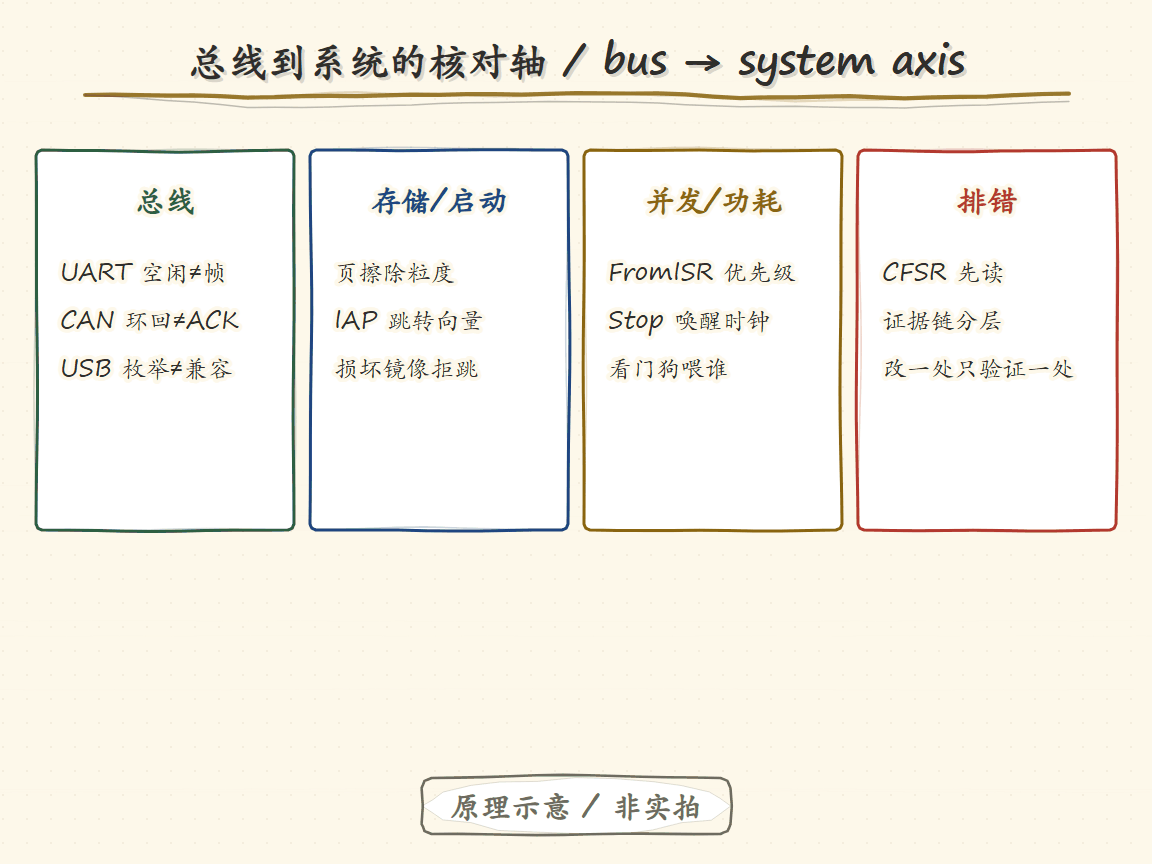 总线到系统的核对轴 / bus → system axis
总线
UART 空闲≠帧
CAN 环回≠ACK
USB 枚举≠兼容
存储/启动
页擦除粒度
IAP 跳转向量
损坏镜像拒跳
并发/功耗
FromISR 优先级
Stop 唤醒时钟
看门狗喂谁
排错
CFSR 先读
证据链分层
改一处只验证一处
原理示意 / 非实拍